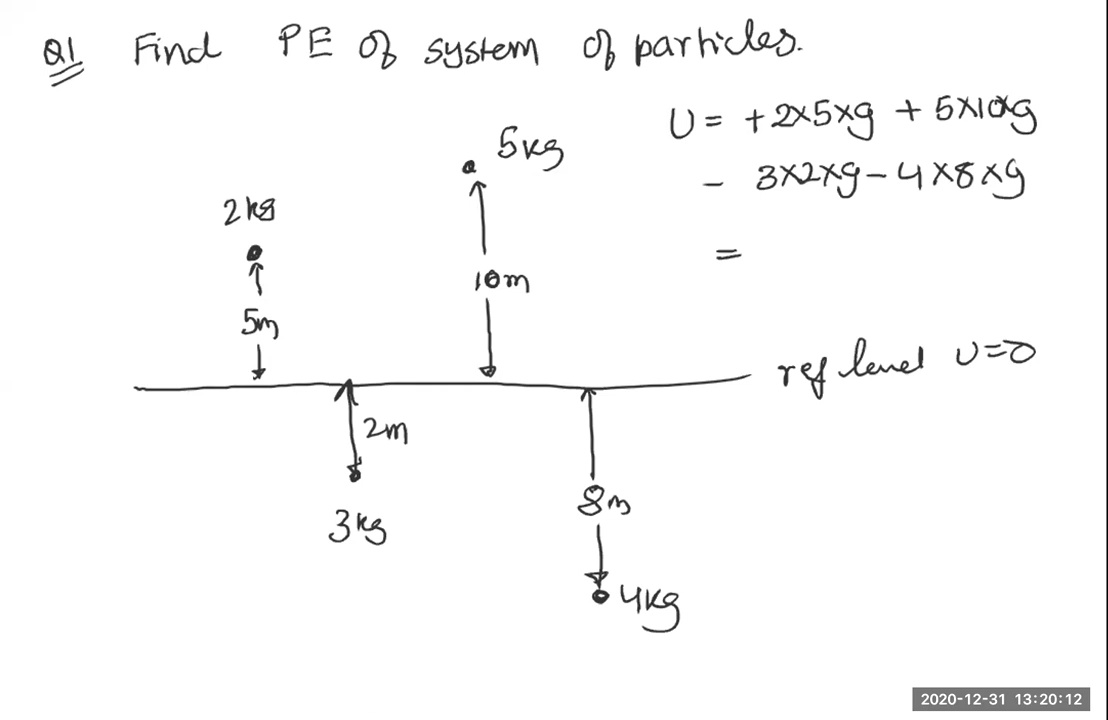 Q1 Find PE of system of particles.
U = +2×5×g + 5×10×g
- 3×2×g - 4×8×g
=
5kg
2kg
10m
5m
ref level U=0
2m
8m
3kg
4kg
2020-12-31 13:20:12